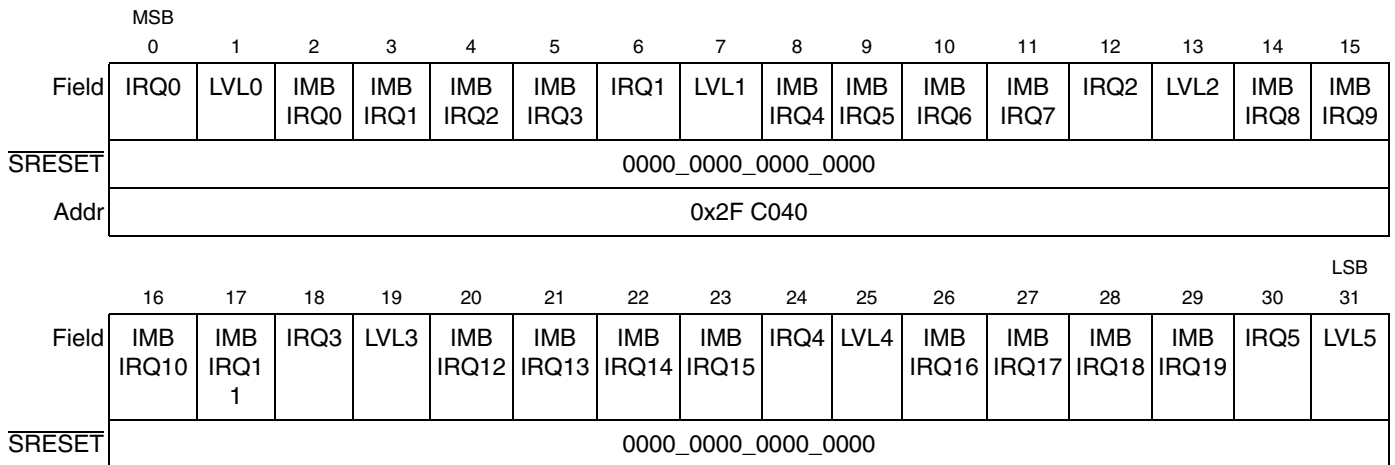 MSB
0 1 2 3 4 5 6 7 8 9 10 11 12 13 14 15
Field IRQ0 LVL0 IMB IMB IMB IMB IRQ1 LVL1 IMB IMB IMB IMB IRQ2 LVL2 IMB IMB
IRQ0 IRQ1 IRQ2 IRQ3 IRQ4 IRQ5 IRQ6 IRQ7 IRQ8 IRQ9
SRESET 0000_0000_0000_0000
Addr 0x2F C040
LSB
16 17 18 19 20 21 22 23 24 25 26 27 28 29 30 31
Field IMB IMB IRQ3 LVL3 IMB IMB IMB IMB IRQ4 LVL4 IMB IMB IMB IMB IRQ5 LVL5
IRQ10 IRQ1 IRQ12 IRQ13 IRQ14 IRQ15 IRQ16 IRQ17 IRQ18 IRQ19
1
SRESET 0000_0000_0000_0000